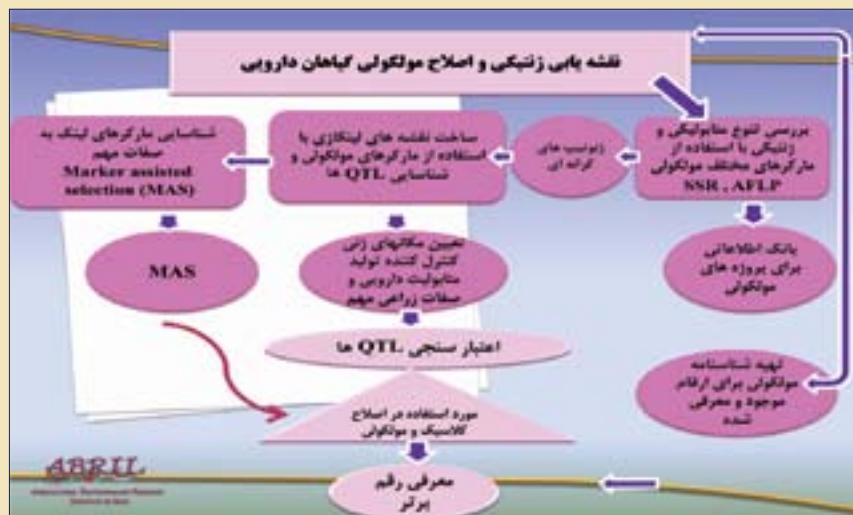 نقشه یابی ژنتیکی و اصلاح مولکولی گیاهان دارویی
بررسی تنوع متابولیکی و
ژنتیکی با استفاده از
مارکرهای مختلف مولکولی
SSR , AFLP
ژنوتیپ های
کرانه ای
ساخت نقشه های لینکاژی با
استفاده از مارکرهای مولکولی و
شناسایی QTL ها
شناسایی مارکرهای لینک به
صفات مهم
Marker assisted
selection (MAS)
بانک اطلاعاتی
برای پروژه های
مولکولی
تعیین مکانهای ژنی
کنترل کننده تولید
متابولیت دارویی و
صفات زراعی مهم
MAS
اعتبار سنجی QTL ها
تهیه شناسنامه
مولکولی برای ارقام
موجود و معرفی
شده
مورد استفاده در اصلاح
کلاسیک و مولکولی
معرفی رقم
برتر
ABRII